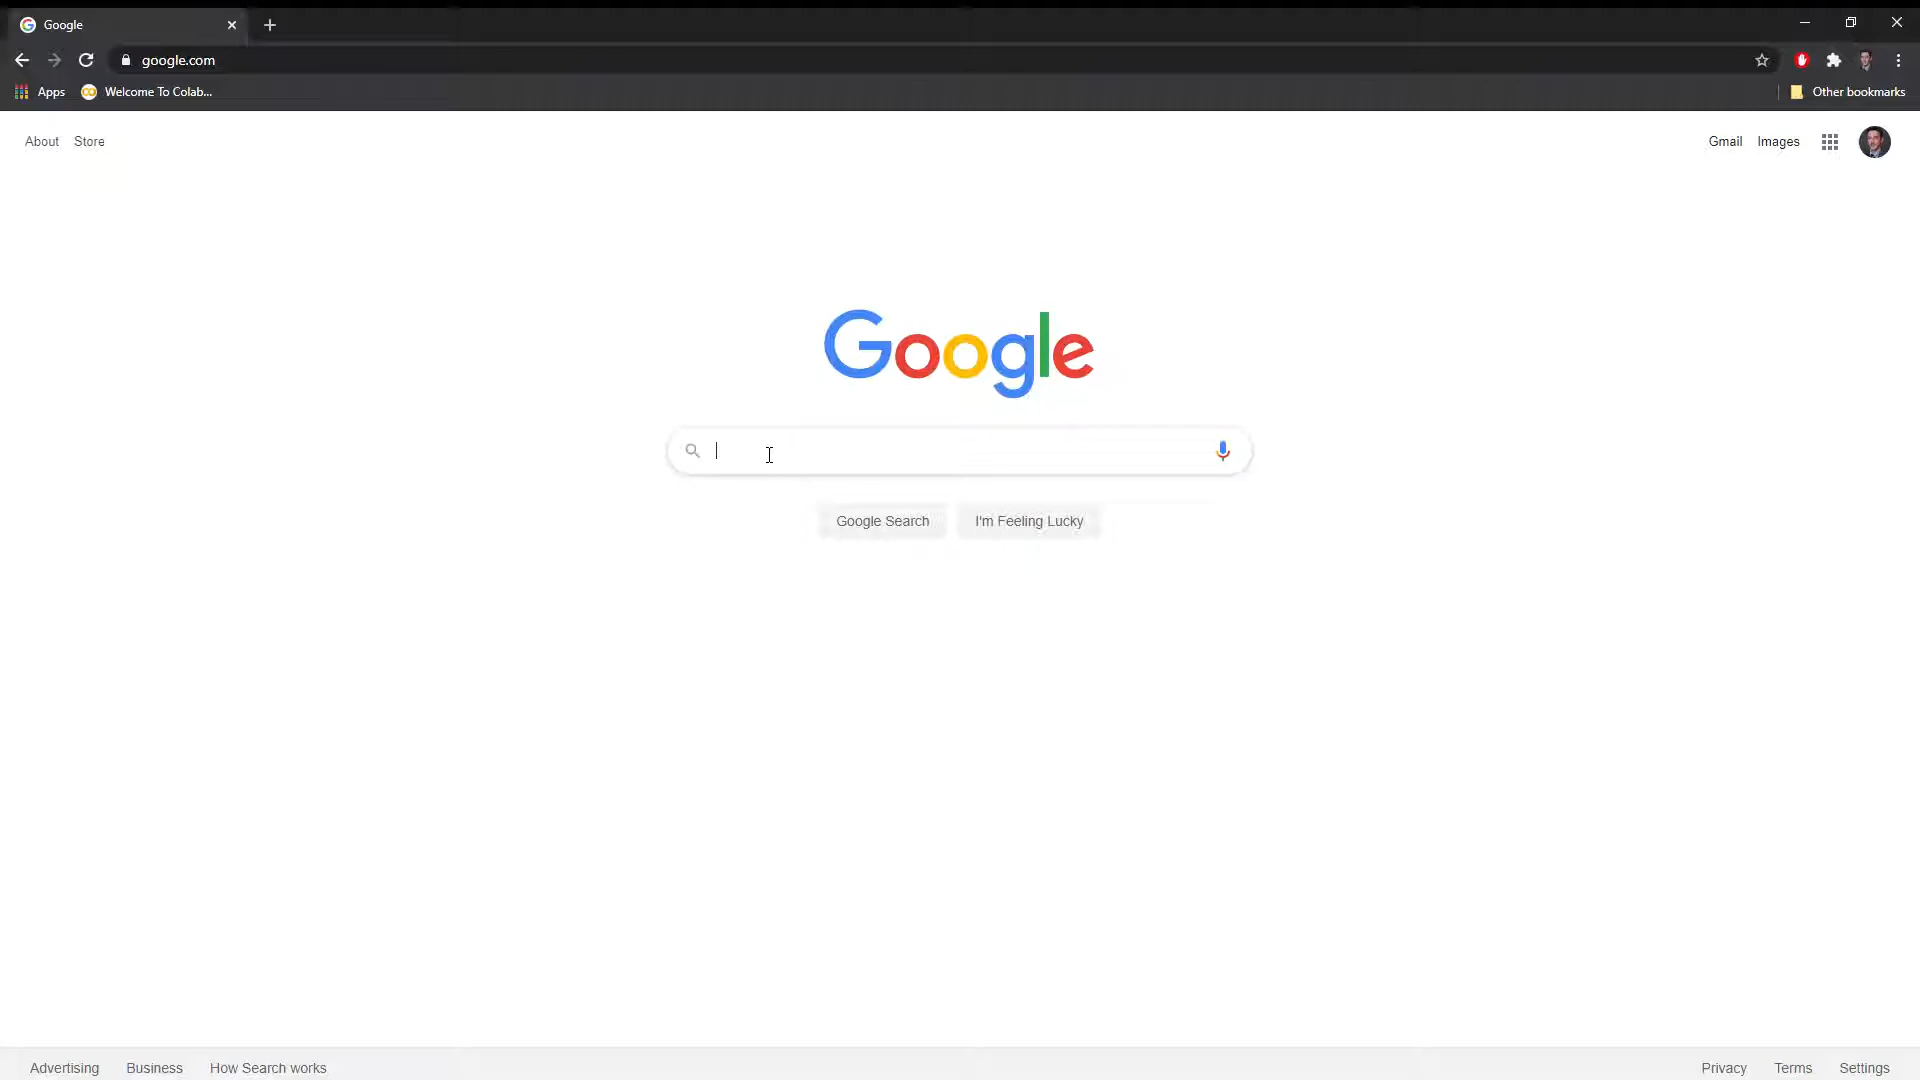 Google
google.com
Apps Welcome To Colab... Other bookmarks
About Store Gmail Images
Google
Google Search I'm Feeling Lucky
Advertising Business How Search works Privacy Terms Settings